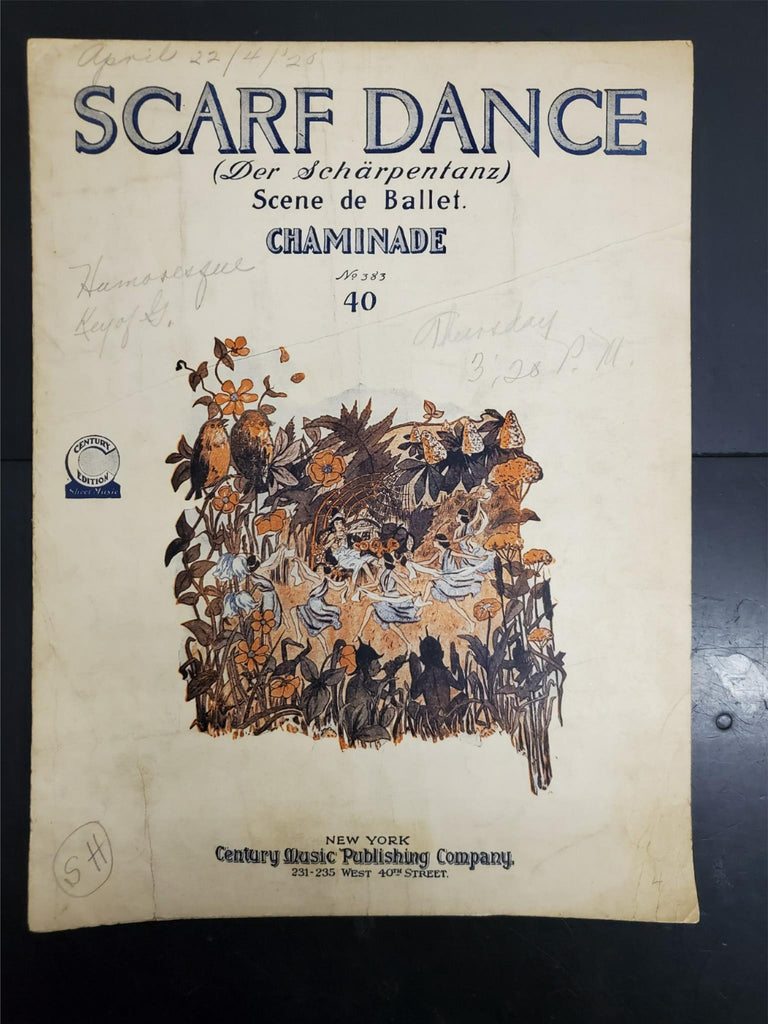 April 22/4/'20
SCARF DANCE
(Der Schärpentanz)
Scene de Ballet.
CHAMINADE
Nº 383
40
Humoresque
Key of G.
Thursday
3:28 P.M
CENTURY
C
EDITION
Sheet Music
SH
NEW YORK
Century Music Publishing Company,
231-235 WEST 40TH STREET.